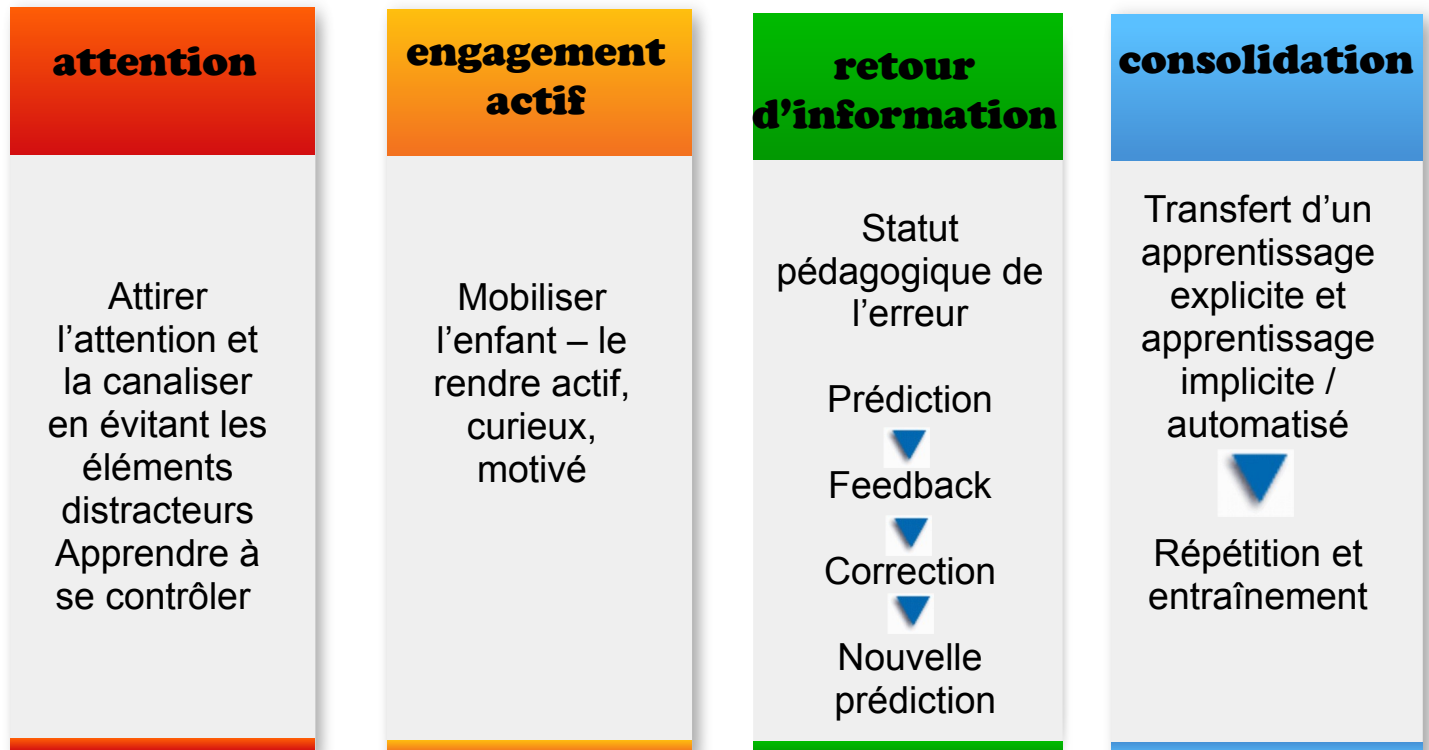 attention
Attirer
l’attention et
la canaliser
en évitant les
éléments
distracteurs
Apprendre à
se contrôler
engagement
actif
Mobiliser
l’enfant – le
rendre actif,
curieux,
motivé
retour
d’information
Statut
pédagogique de
l’erreur
Prédiction
Feedback
Correction
Nouvelle
prédiction
consolidation
Transfert d’un
apprentissage
explicite et
apprentissage
implicite /
automatisé
Répétition et
entraînement